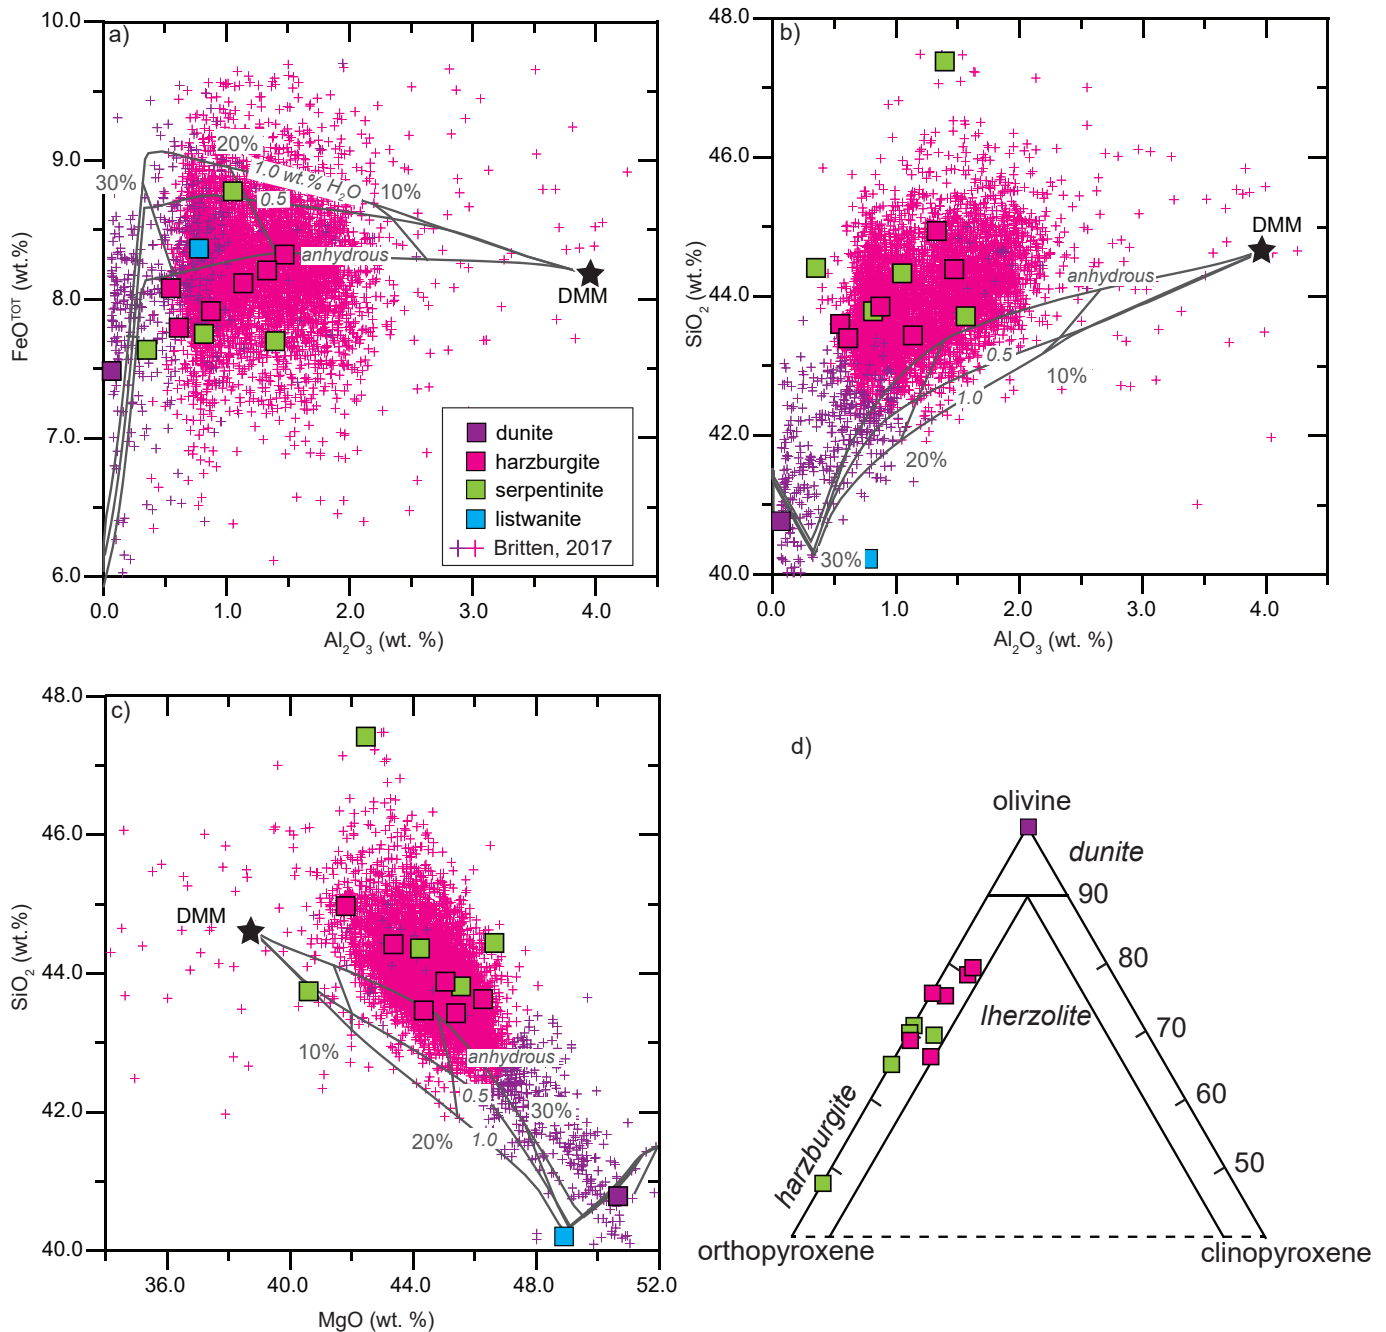 a)
10.0
9.0
8.0
7.0
6.0
FeOᵀᴼᵀ (wt.%)
20%
30%
1.0 wt.% H₂O
10%
0.5
anhydrous
DMM
dunite
harzburgite
serpentinite
listwanite
Britten, 2017
0.0 1.0 2.0 3.0 4.0
Al₂O₃ (wt. %)
b)
48.0
46.0
44.0
42.0
40.0
SiO₂ (wt.%)
DMM
anhydrous
0.5
10%
1.0
20%
30%
0.0 1.0 2.0 3.0 4.0
Al₂O₃ (wt. %)
c)
48.0
46.0
44.0
42.0
40.0
SiO₂ (wt.%)
DMM
10%
anhydrous
0.5
30%
20%
1.0
36.0 40.0 44.0 48.0 52.0
MgO (wt. %)
d)
olivine
dunite
90
80
lherzolite
70
60
harzburgite
50
orthopyroxene
clinopyroxene